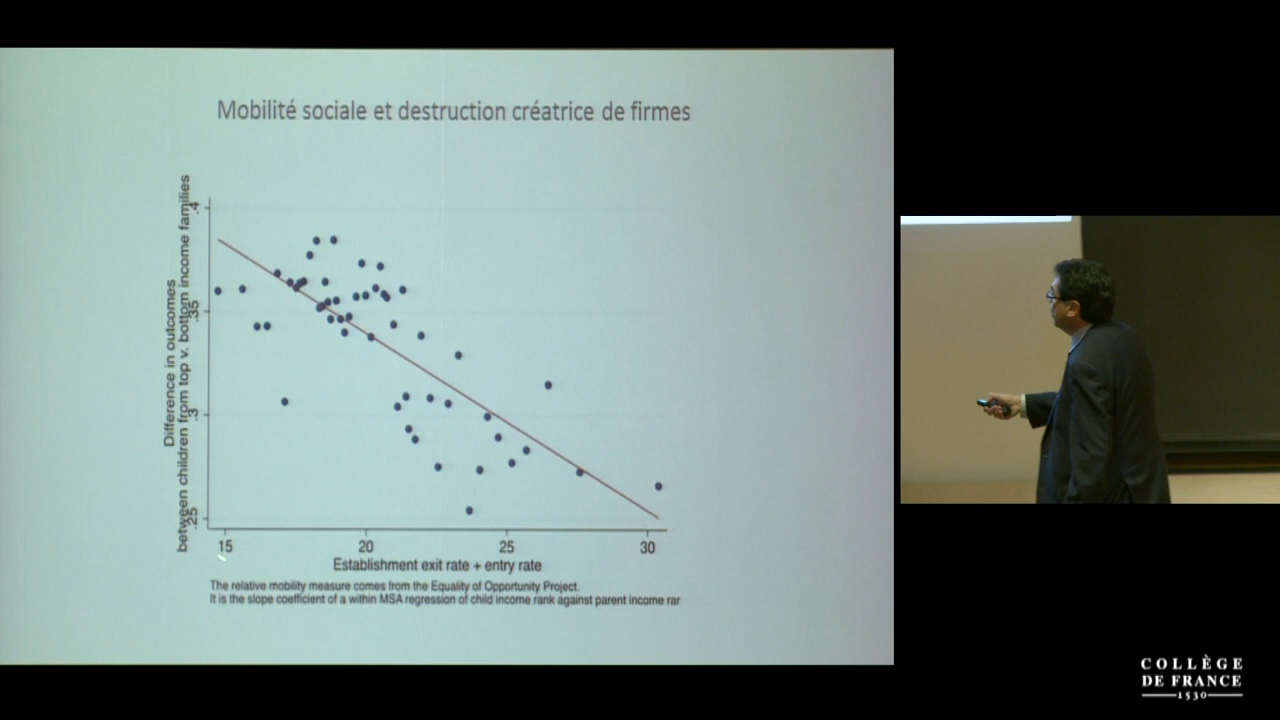 Mobilité sociale et destruction créatrice de firmes
Difference in outcomes
between children from top v. bottom income families
.4
.35
.3
.25
15
20
25
30
Establishment exit rate + entry rate
The relative mobility measure comes from the Equality of Opportunity Project.
It is the slope coefficient of a within MSA regression of child income rank against parent income rar
COLLÈGE
DE FRANCE
1530